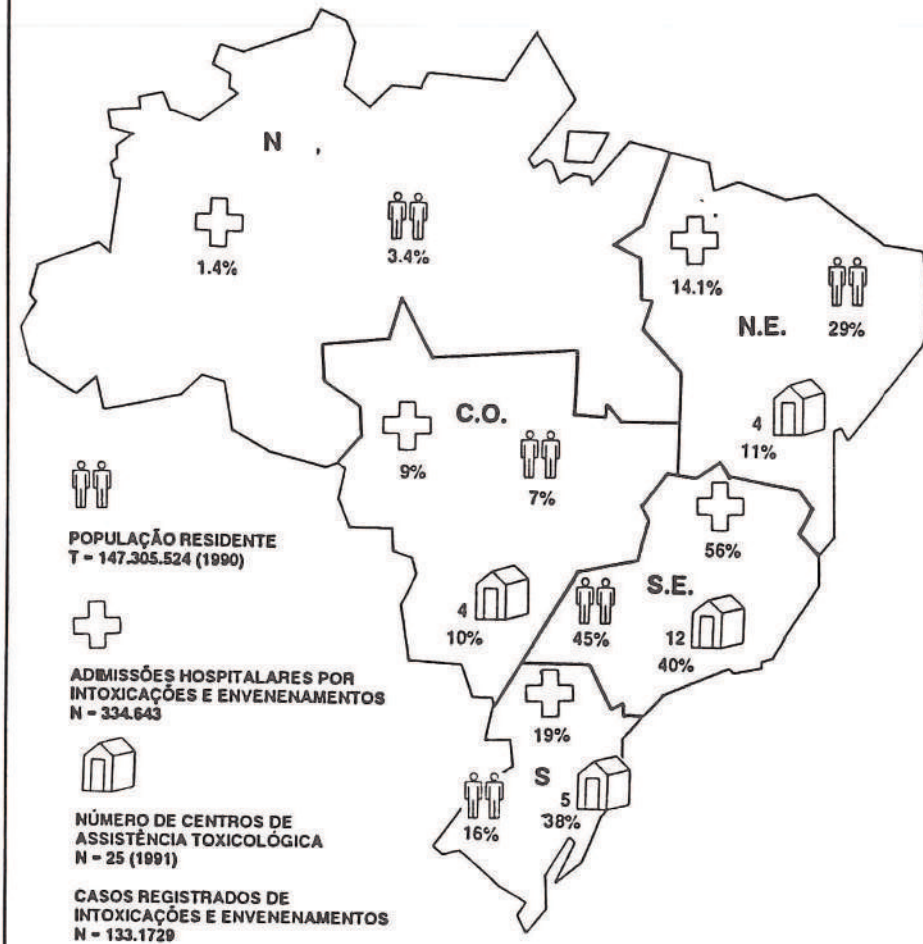 N
1.4%
3.4%
14.1%
N.E.
29%
4
11%
C.O.
9%
7%
4
10%
56%
S.E.
45%
12
40%
19%
S
16%
5
38%
POPULAÇÃO RESIDENTE
T = 147.305.524 (1990)
ADIMISSÕES HOSPITALARES POR
INTOXICAÇÕES E ENVENENAMENTOS
N = 334.643
NÚMERO DE CENTROS DE
ASSISTÊNCIA TOXICOLÓGICA
N = 25 (1991)
CASOS REGISTRADOS DE
INTOXICAÇÕES E ENVENENAMENTOS
N = 133.1729